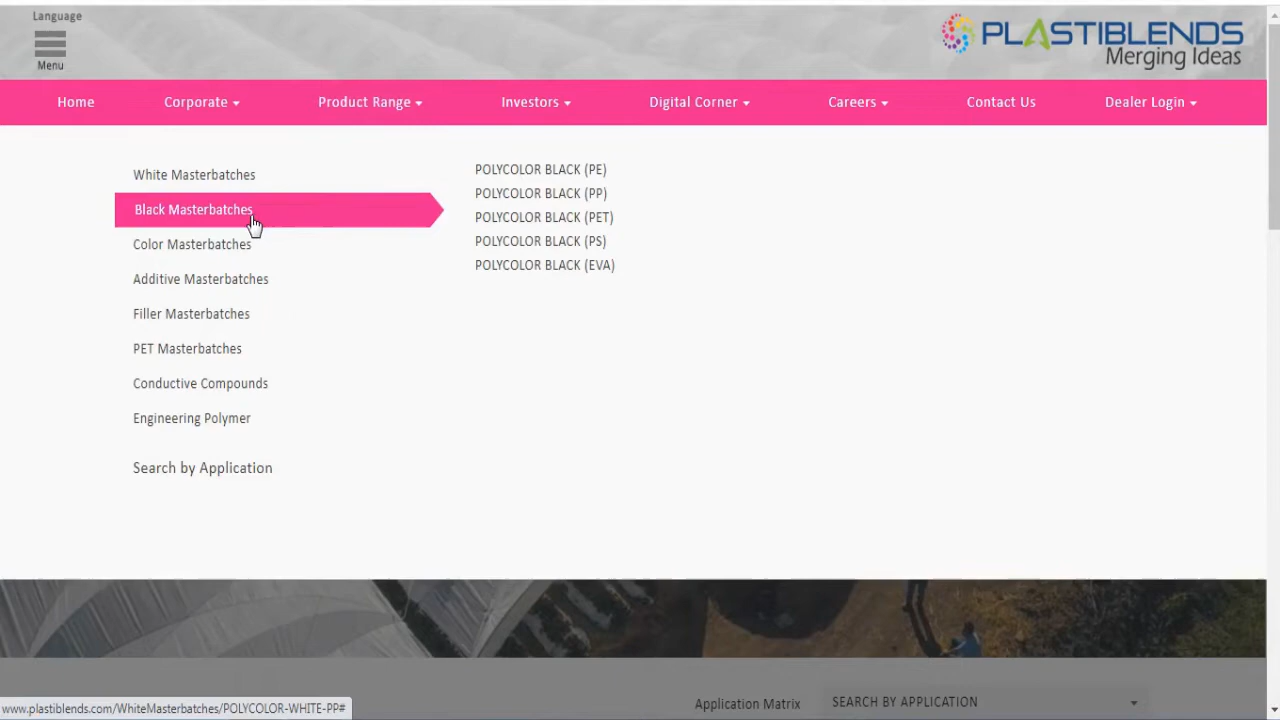 Language
Menu
PLASTIBLENDS
Merging Ideas
Home Corporate Product Range Investors Digital Corner Careers Contact Us Dealer Login
White Masterbatches
Black Masterbatches
Color Masterbatches
Additive Masterbatches
Filler Masterbatches
PET Masterbatches
Conductive Compounds
Engineering Polymer
Search by Application
POLYCOLOR BLACK (PE)
POLYCOLOR BLACK (PP)
POLYCOLOR BLACK (PET)
POLYCOLOR BLACK (PS)
POLYCOLOR BLACK (EVA)
Application Matrix SEARCH BY APPLICATION
www.plastiblends.com/WhiteMasterbatches/POLYCOLOR-WHITE-PP#